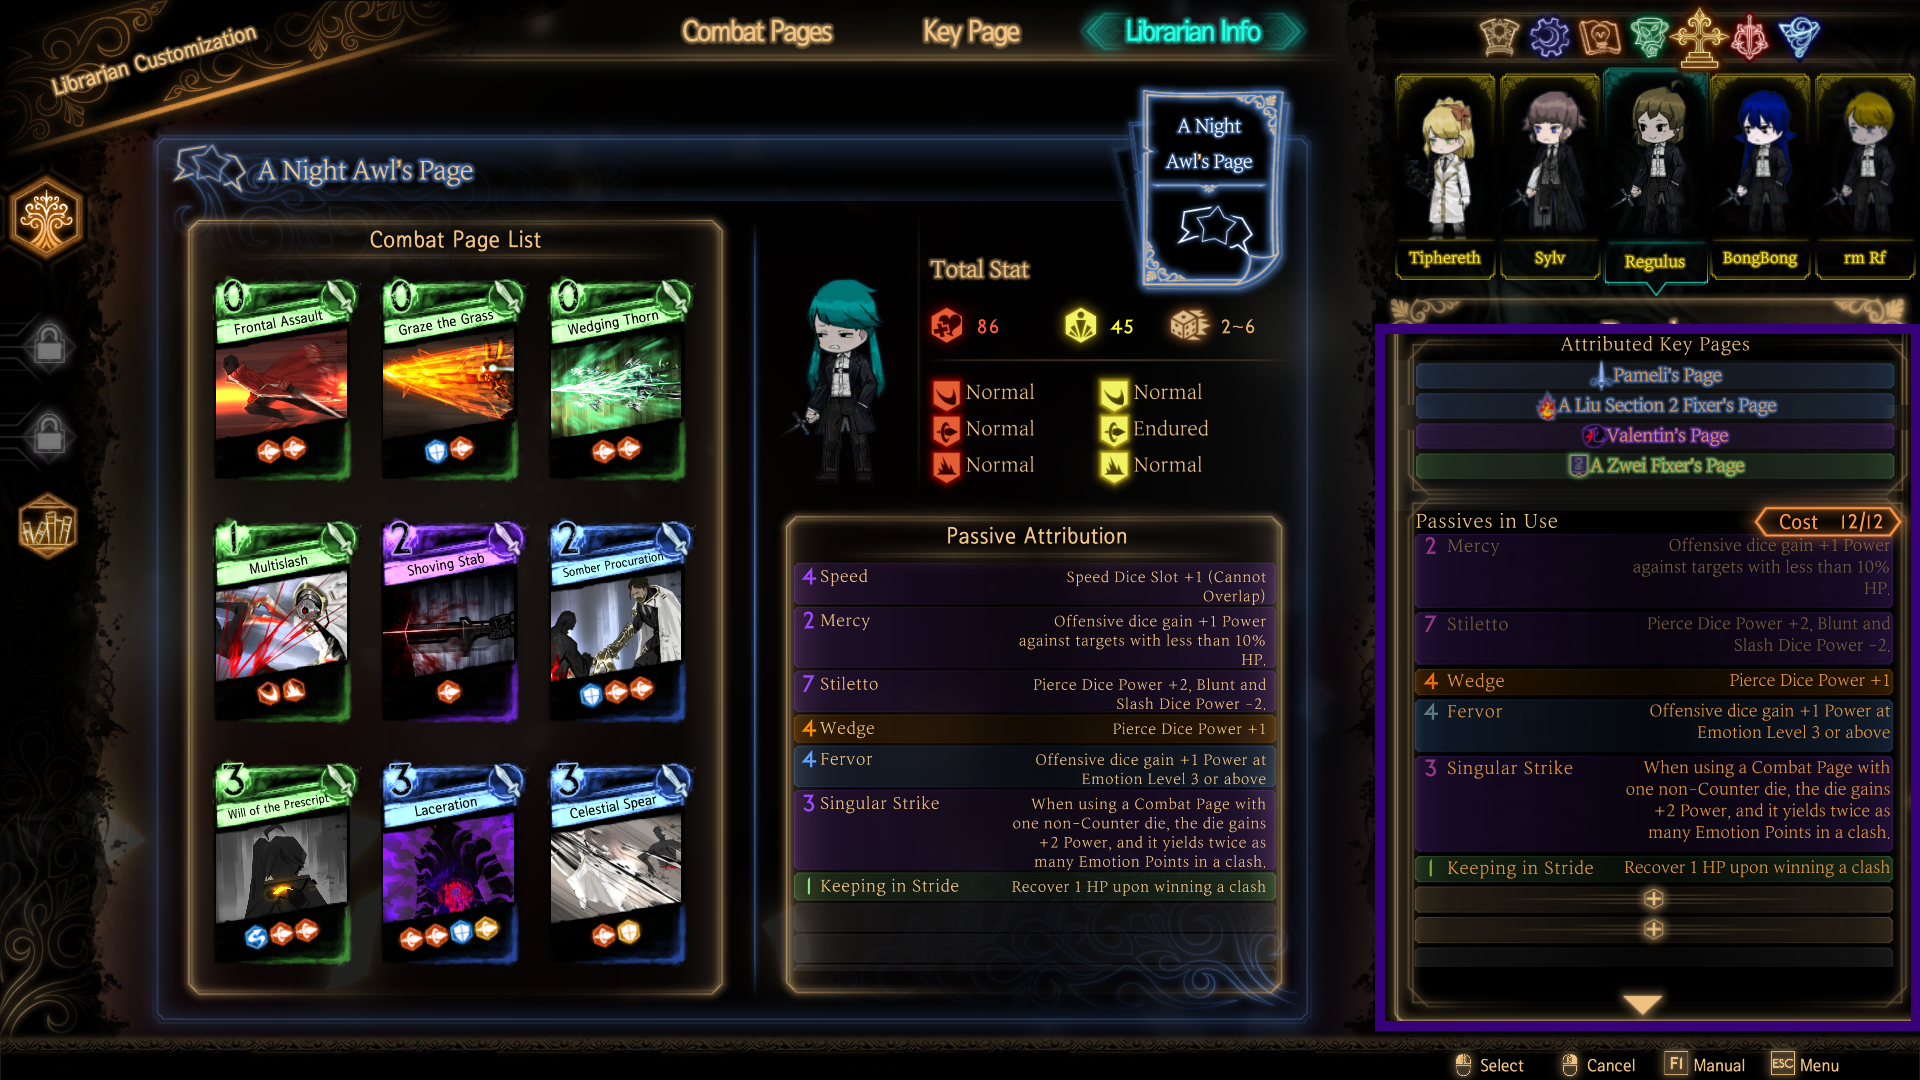 Librarian Customization
Combat Pages
Key Page
Librarian Info
A Night Awl's Page
A Night
Awl's Page
Combat Page List
0
Frontal Assault
0
Graze the Grass
0
Wedging Thorn
1
Multislash
2
Shoving Stab
2
Somber Procuration
3
Will of the Prescript
3
Laceration
3
Celestial Spear
Total Stat
86
45
2~6
Normal
Normal
Normal
Endured
Normal
Normal
Passive Attribution
4 Speed
Speed Dice Slot +1 (Cannot
Overlap)
2 Mercy
Offensive dice gain +1 Power
against targets with less than 10%
HP.
7 Stiletto
Pierce Dice Power +2, Blunt and
Slash Dice Power -2.
4 Wedge
Pierce Dice Power +1
4 Fervor
Offensive dice gain +1 Power at
Emotion Level 3 or above
3 Singular Strike
When using a Combat Page with
one non-Counter die, the die gains
+2 Power, and it yields twice as
many Emotion Points in a clash.
1 Keeping in Stride
Recover 1 HP upon winning a clash
Tiphereth
Sylv
Regulus
BongBong
rm Rf
Attributed Key Pages
Pameli's Page
A Liu Section 2 Fixer's Page
Valentin's Page
A Zwei Fixer's Page
Passives in Use
Cost 12/12
2 Mercy
Offensive dice gain +1 Power
against targets with less than 10%
HP.
7 Stiletto
Pierce Dice Power +2, Blunt and
Slash Dice Power -2.
4 Wedge
Pierce Dice Power +1
4 Fervor
Offensive dice gain +1 Power at
Emotion Level 3 or above
3 Singular Strike
When using a Combat Page with
one non-Counter die, the die gains
+2 Power, and it yields twice as
many Emotion Points in a clash.
1 Keeping in Stride
Recover 1 HP upon winning a clash
Select
Cancel
F1 Manual
ESC Menu